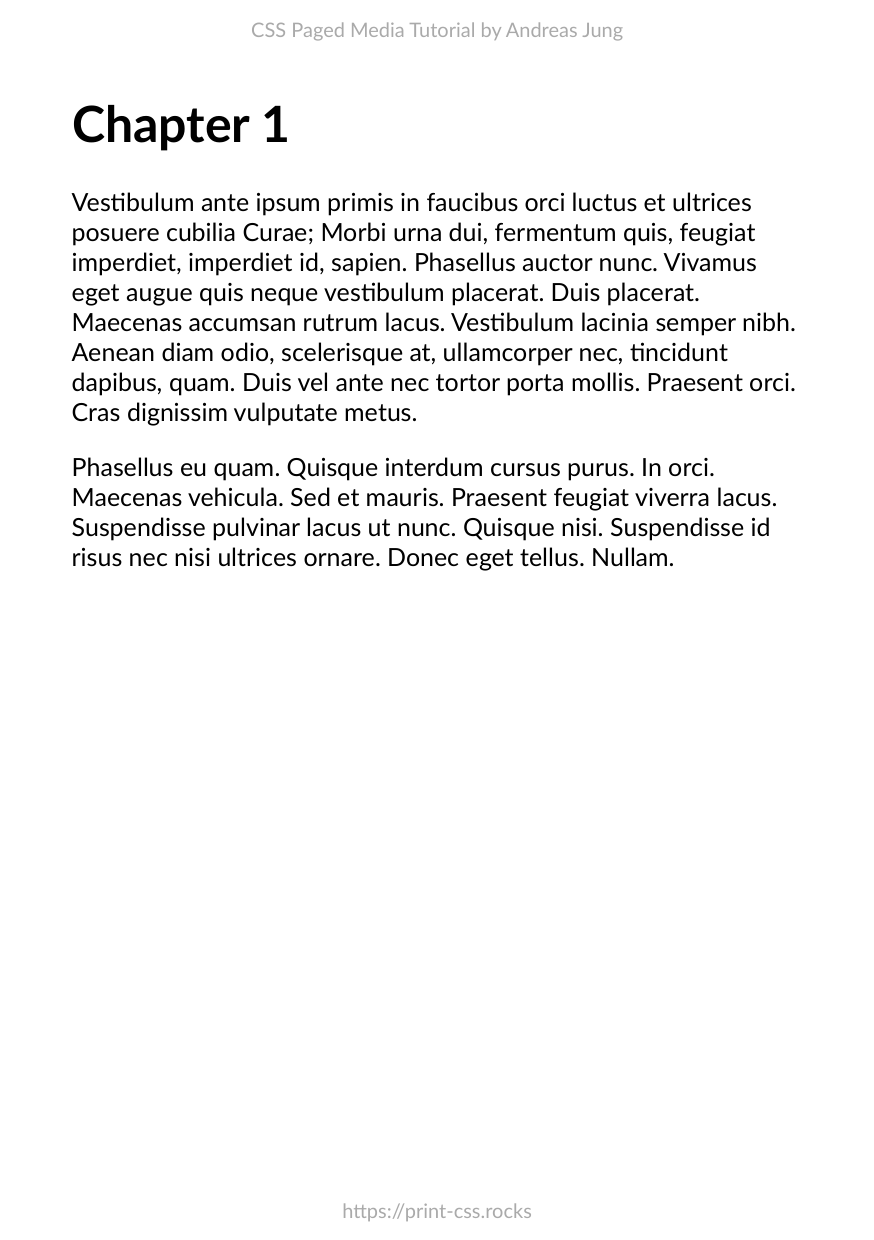 CSS Paged Media Tutorial by Andreas Jung
Chapter 1
Vestibulum ante ipsum primis in faucibus orci luctus et ultrices
posuere cubilia Curae; Morbi urna dui, fermentum quis, feugiat
imperdiet, imperdiet id, sapien. Phasellus auctor nunc. Vivamus
eget augue quis neque vestibulum placerat. Duis placerat.
Maecenas accumsan rutrum lacus. Vestibulum lacinia semper nibh.
Aenean diam odio, scelerisque at, ullamcorper nec, tincidunt
dapibus, quam. Duis vel ante nec tortor porta mollis. Praesent orci.
Cras dignissim vulputate metus.
Phasellus eu quam. Quisque interdum cursus purus. In orci.
Maecenas vehicula. Sed et mauris. Praesent feugiat viverra lacus.
Suspendisse pulvinar lacus ut nunc. Quisque nisi. Suspendisse id
risus nec nisi ultrices ornare. Donec eget tellus. Nullam.
https://print-css.rocks